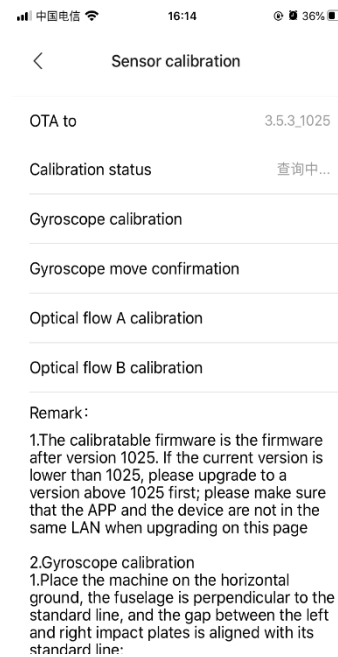 中国电信 16:14 36%
Sensor calibration
OTA to 3.5.3_1025
Calibration status 查询中...
Gyroscope calibration
Gyroscope move confirmation
Optical flow A calibration
Optical flow B calibration
Remark：
1.The calibratable firmware is the firmware
after version 1025. If the current version is
lower than 1025, please upgrade to a
version above 1025 first; please make sure
that the APP and the device are not in the
same LAN when upgrading on this page
2.Gyroscope calibration
1.Place the machine on the horizontal
ground, the fuselage is perpendicular to the
standard line, and the gap between the left
and right impact plates is aligned with its
standard line;